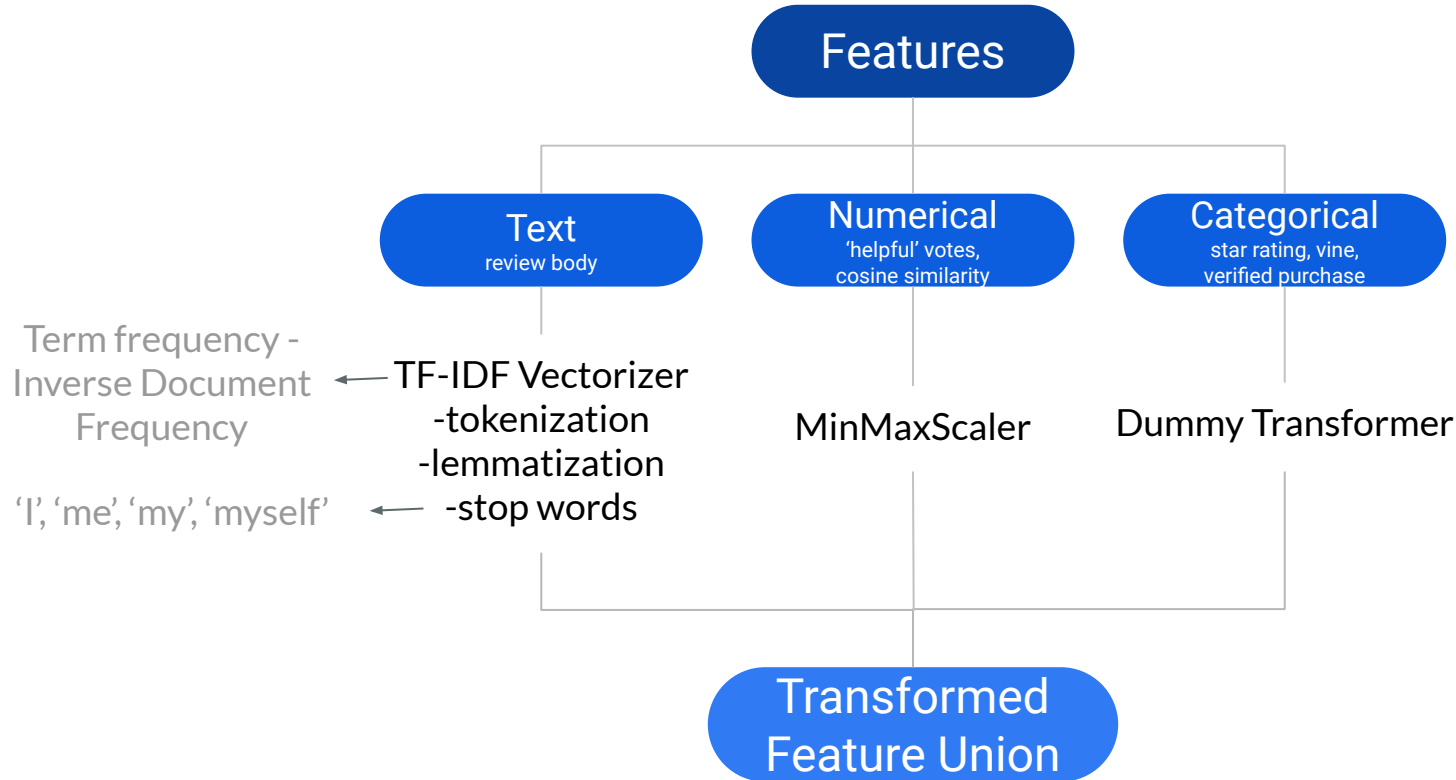 Features
Text
review body
Numerical
‘helpful’ votes,
cosine similarity
Categorical
star rating, vine,
verified purchase
Term frequency -
Inverse Document
Frequency
TF-IDF Vectorizer
-tokenization
-lemmatization
-stop words
‘I’, ‘me’, ‘my’, ‘myself’
MinMaxScaler
Dummy Transformer
Transformed
Feature Union